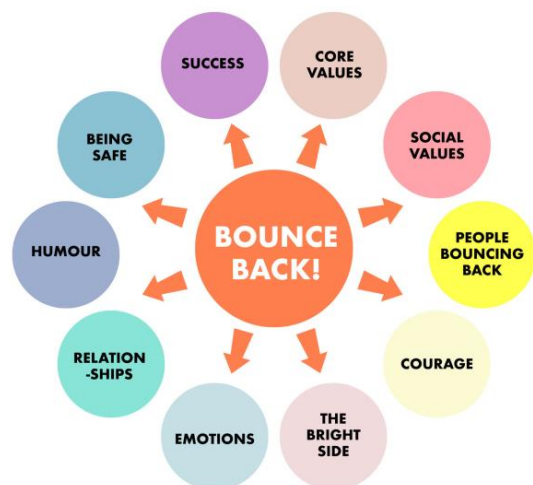 SUCCESS
CORE
VALUES
BEING
SAFE
SOCIAL
VALUES
HUMOUR
BOUNCE
BACK!
PEOPLE
BOUNCING
BACK
RELATION
-SHIPS
COURAGE
EMOTIONS
THE
BRIGHT
SIDE